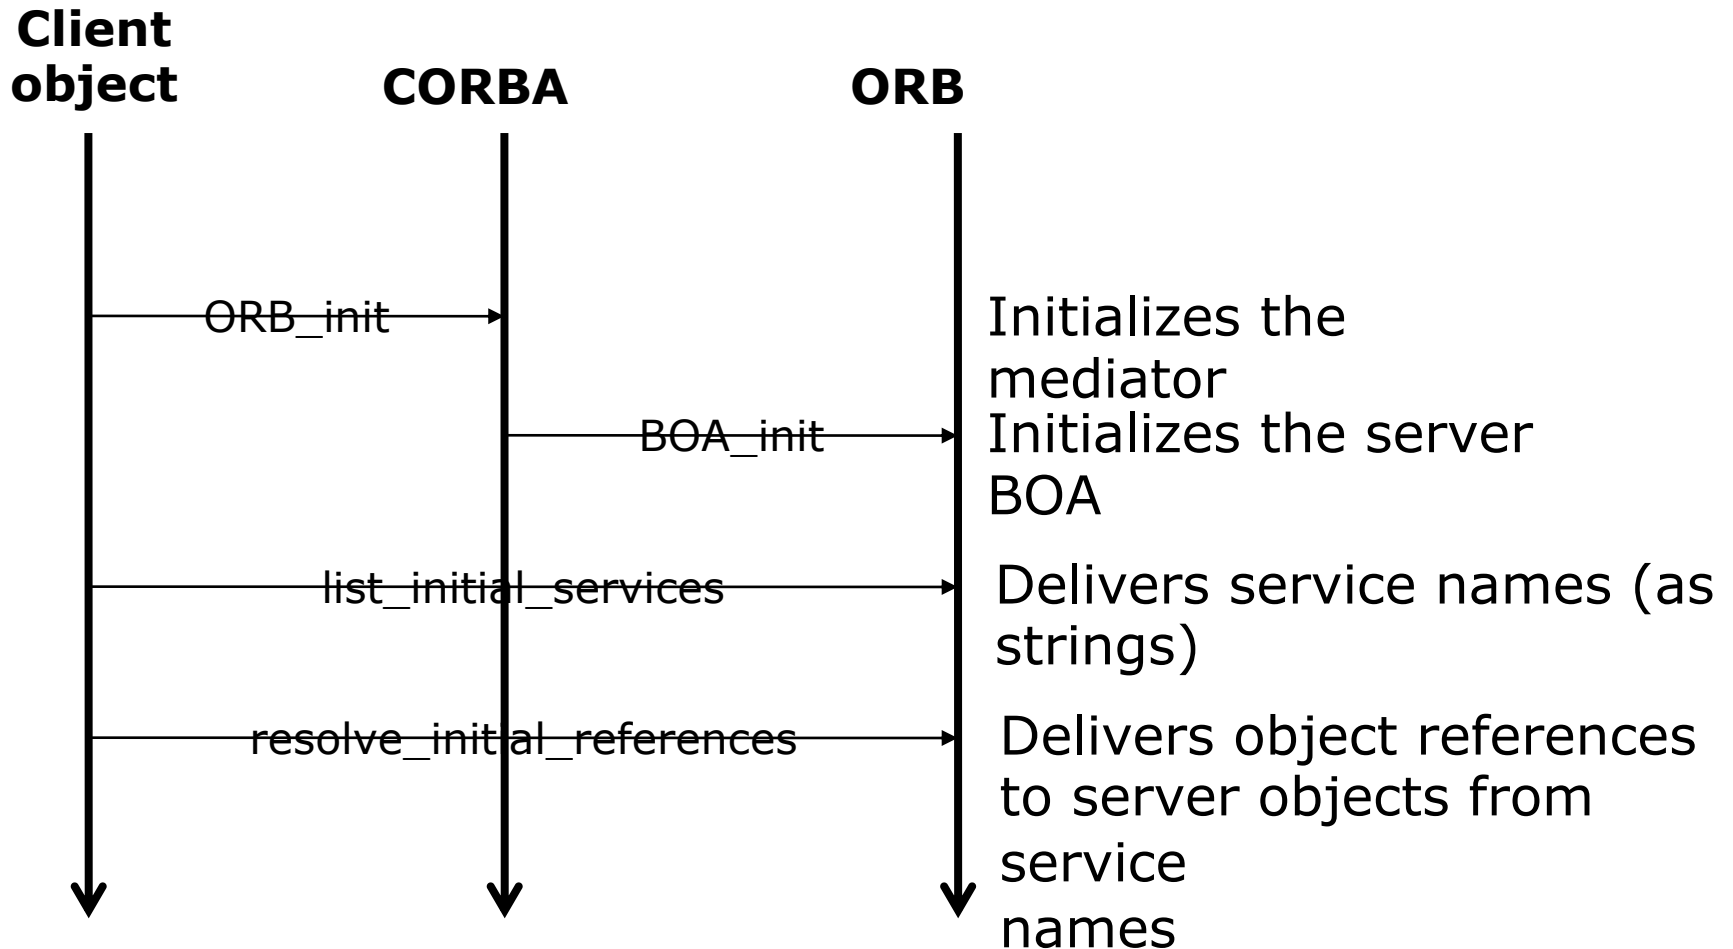 Client
object
CORBA
ORB
ORB_init
Initializes the
mediator
BOA_init
Initializes the server
BOA
list_initial_services
Delivers service names (as
strings)
resolve_initial_references
Delivers object references
to server objects from
service
names